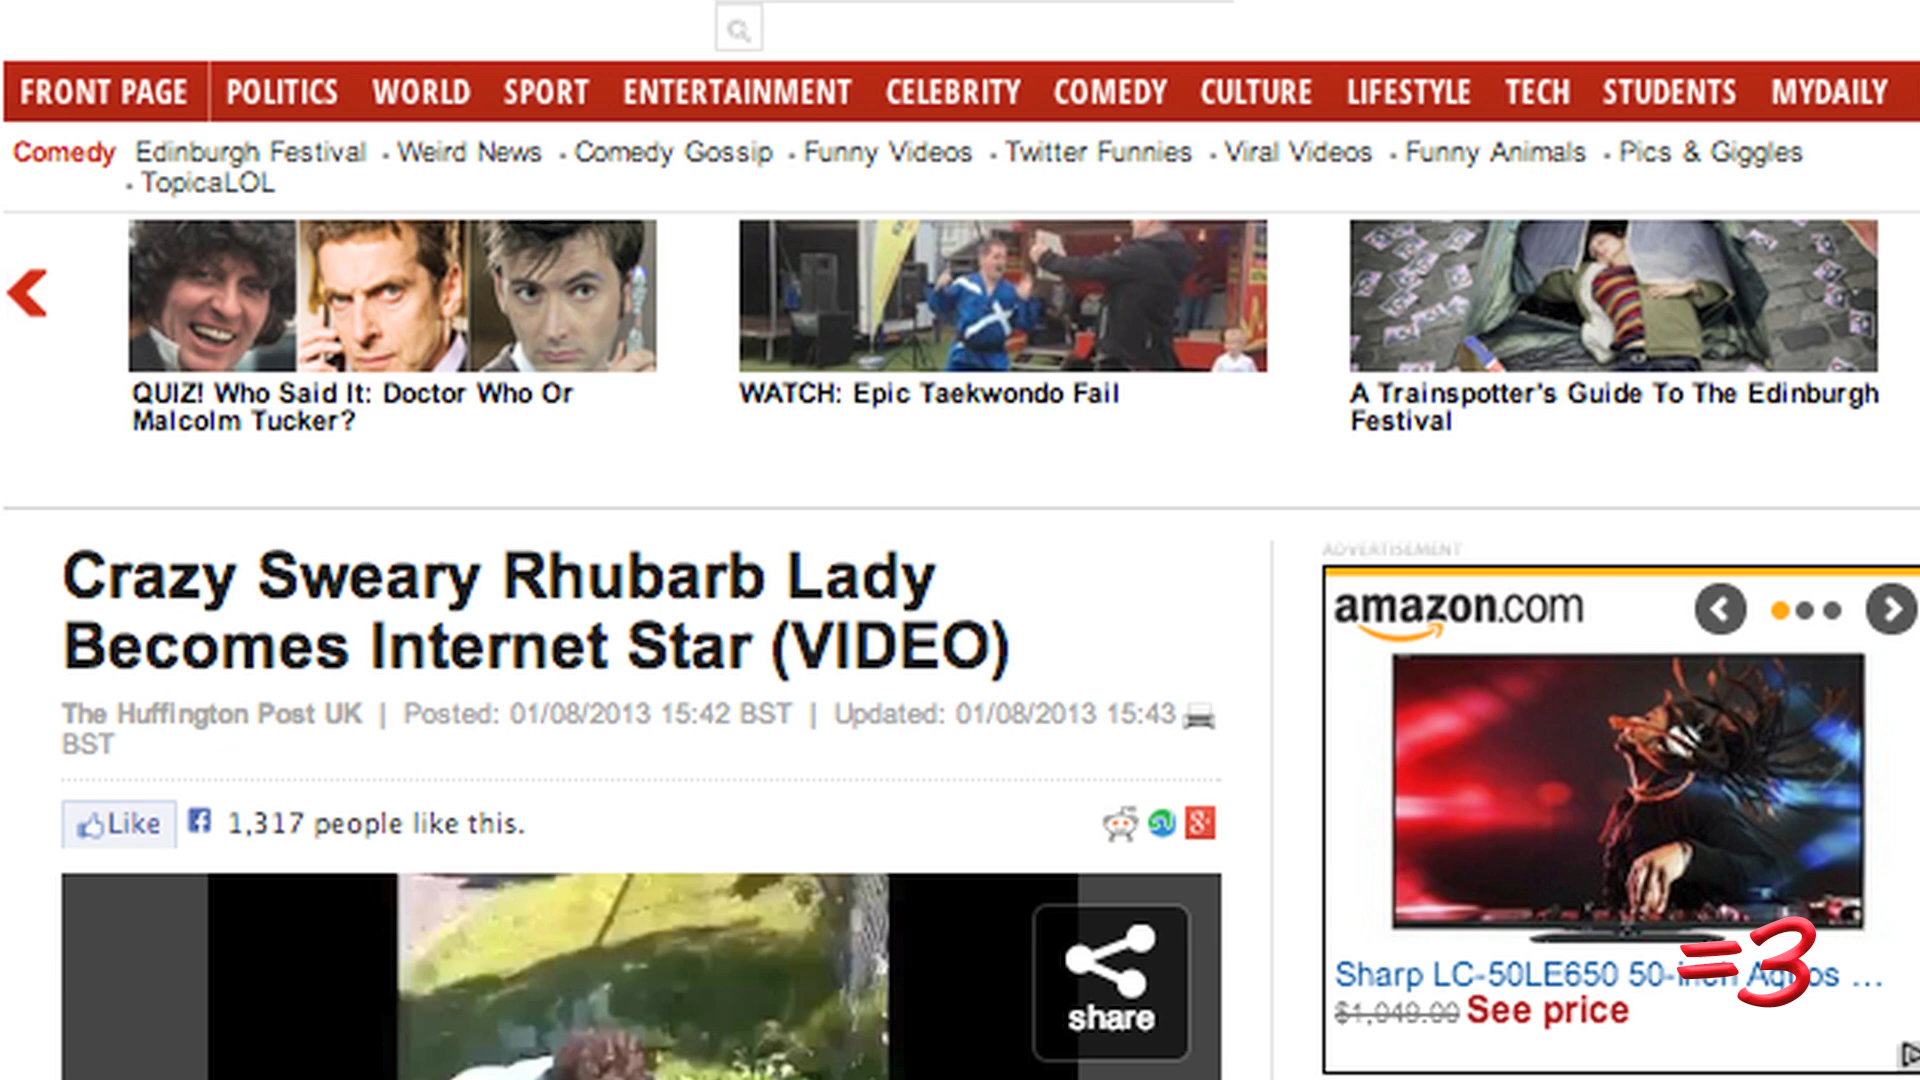 FRONT PAGE POLITICS WORLD SPORT ENTERTAINMENT CELEBRITY COMEDY CULTURE LIFESTYLE TECH STUDENTS MYDAILY
Comedy Edinburgh Festival · Weird News · Comedy Gossip · Funny Videos · Twitter Funnies · Viral Videos · Funny Animals · Pics & Giggles
· TopicaLOL
QUIZ! Who Said It: Doctor Who Or
Malcolm Tucker?
WATCH: Epic Taekwondo Fail
A Trainspotter's Guide To The Edinburgh
Festival
Crazy Sweary Rhubarb Lady
Becomes Internet Star (VIDEO)
The Huffington Post UK | Posted: 01/08/2013 15:42 BST | Updated: 01/08/2013 15:43
BST
Like 1,317 people like this.
share
ADVERTISEMENT
amazon.com
Sharp LC-50LE650 50-inch Aquos ...
$1,049.00 See price
=3